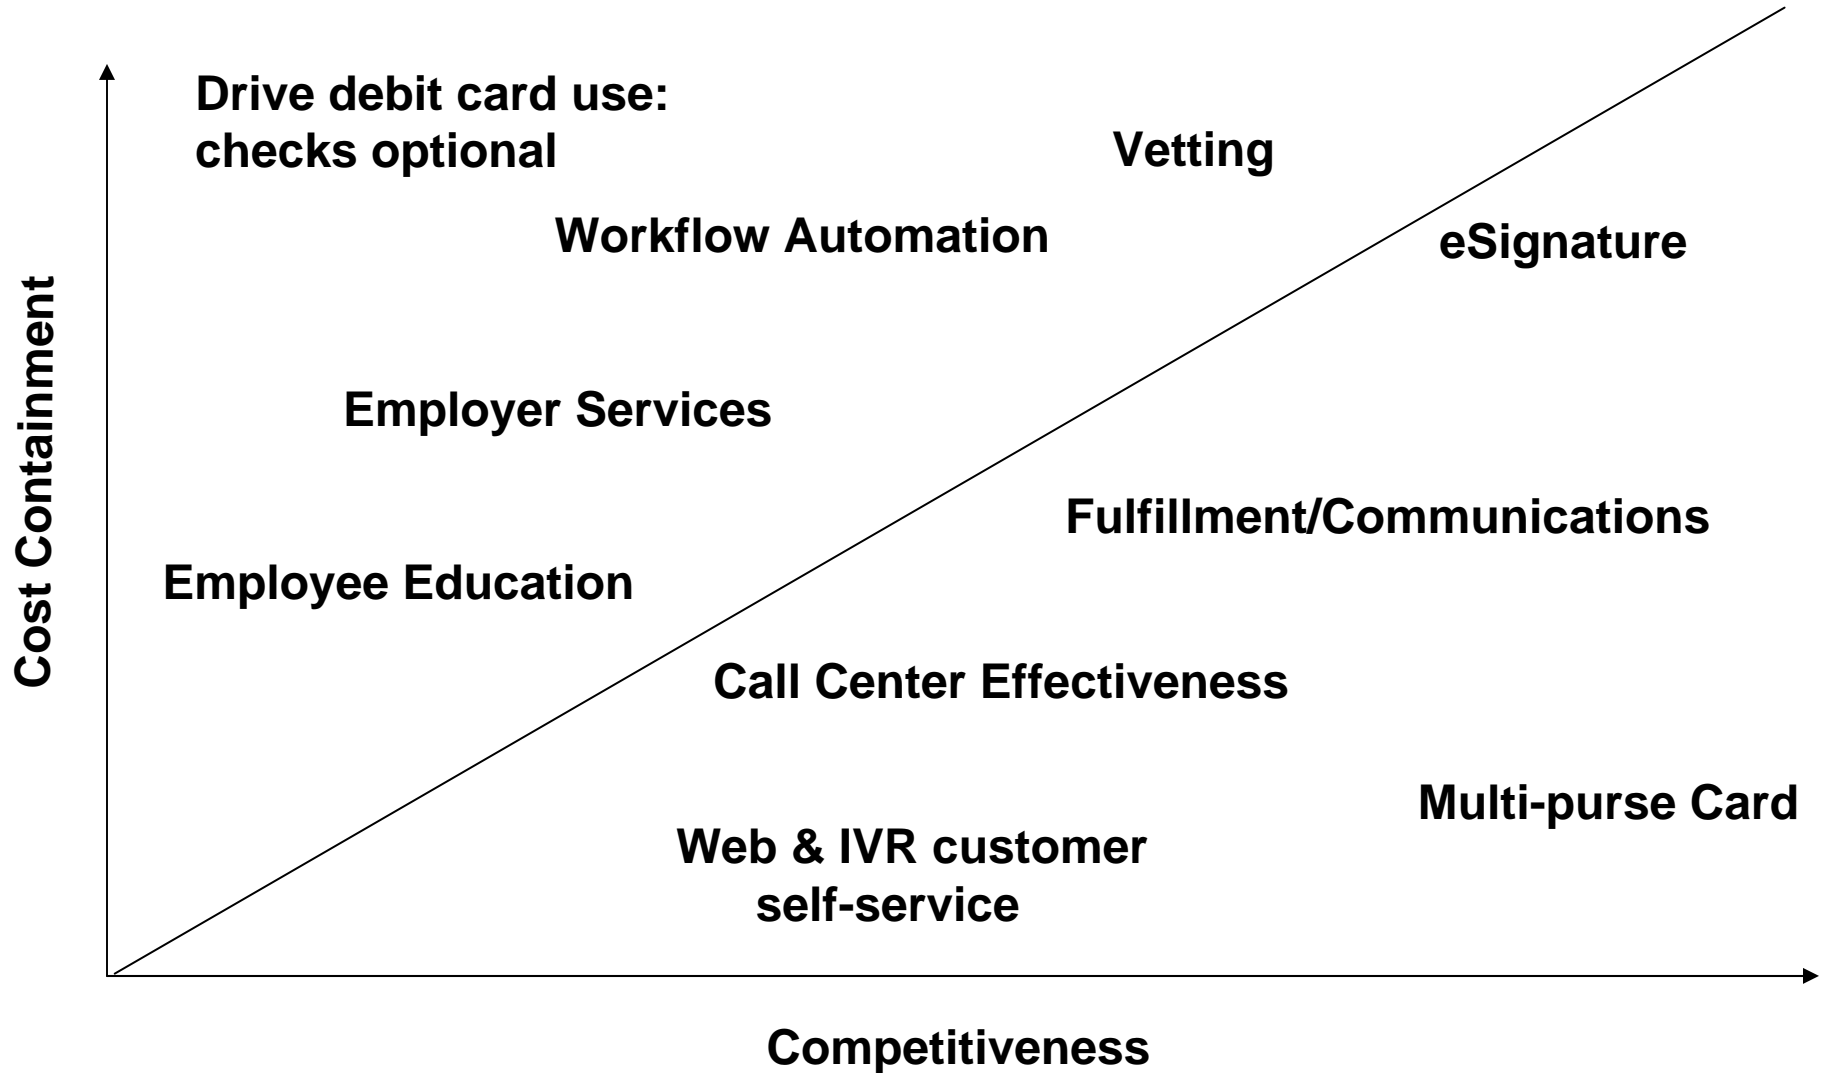 Drive debit card use:
checks optional
Vetting
Workflow Automation
eSignature
Employer Services
Fulfillment/Communications
Employee Education
Call Center Effectiveness
Multi-purse Card
Web & IVR customer
self-service
Cost Containment
Competitiveness